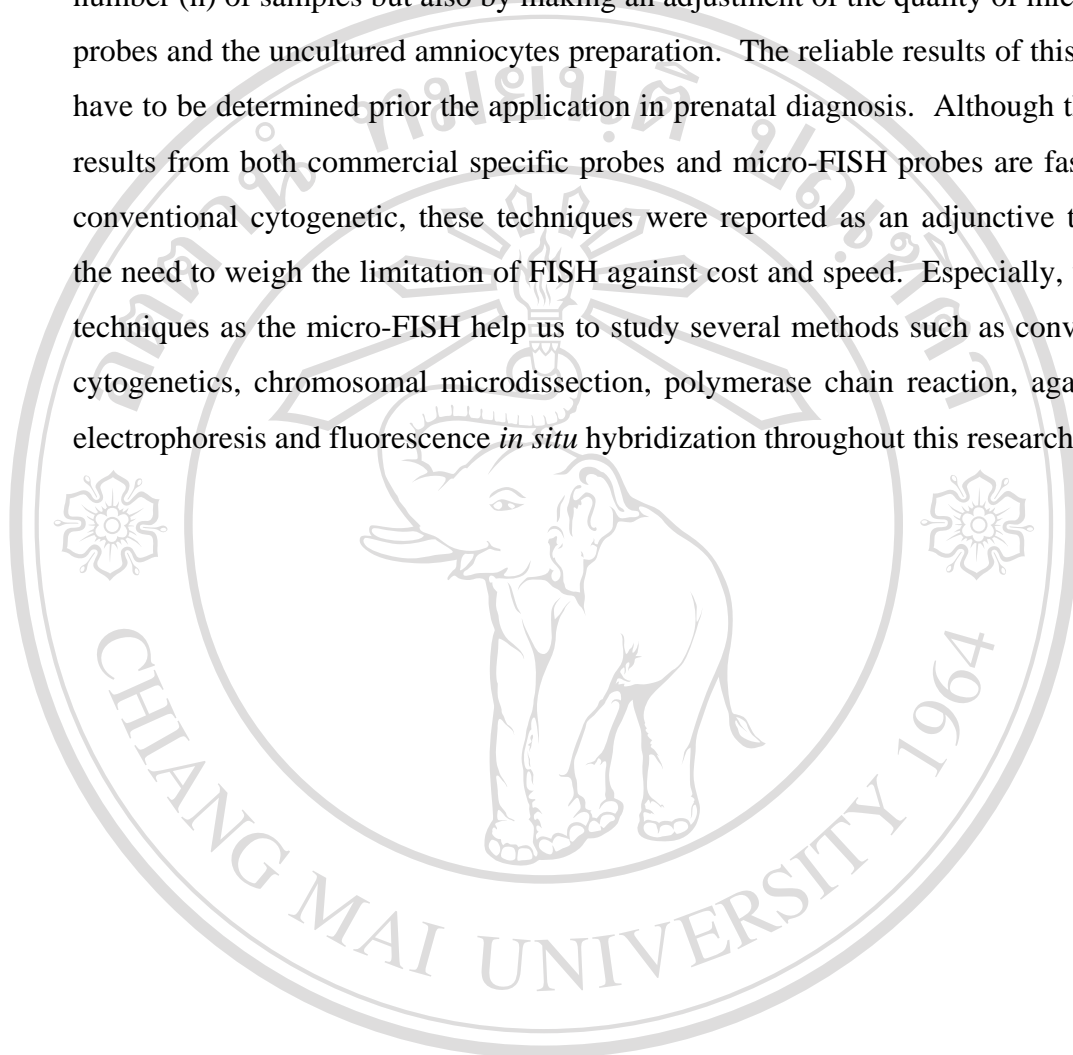 number (n) of samples but also by making an adjustment of the quality of mic
probes and the uncultured amniocytes preparation. The reliable results of this
have to be determined prior the application in prenatal diagnosis. Although th
results from both commercial specific probes and micro-FISH probes are fas
conventional cytogenetic, these techniques were reported as an adjunctive t
the need to weigh the limitation of FISH against cost and speed. Especially,
techniques as the micro-FISH help us to study several methods such as conv
cytogenetics, chromosomal microdissection, polymerase chain reaction, aga
electrophoresis and fluorescence in situ hybridization throughout this research
CHIANG MAI UNIVERSITY 1964